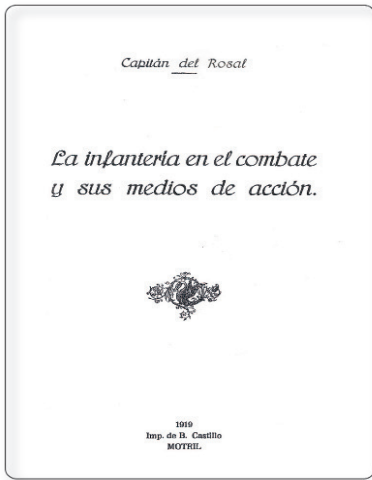 Capitán del Rosal
La infantería en el combate
y sus medios de acción.
1919
Imp. de B. Castillo
MOTRIL